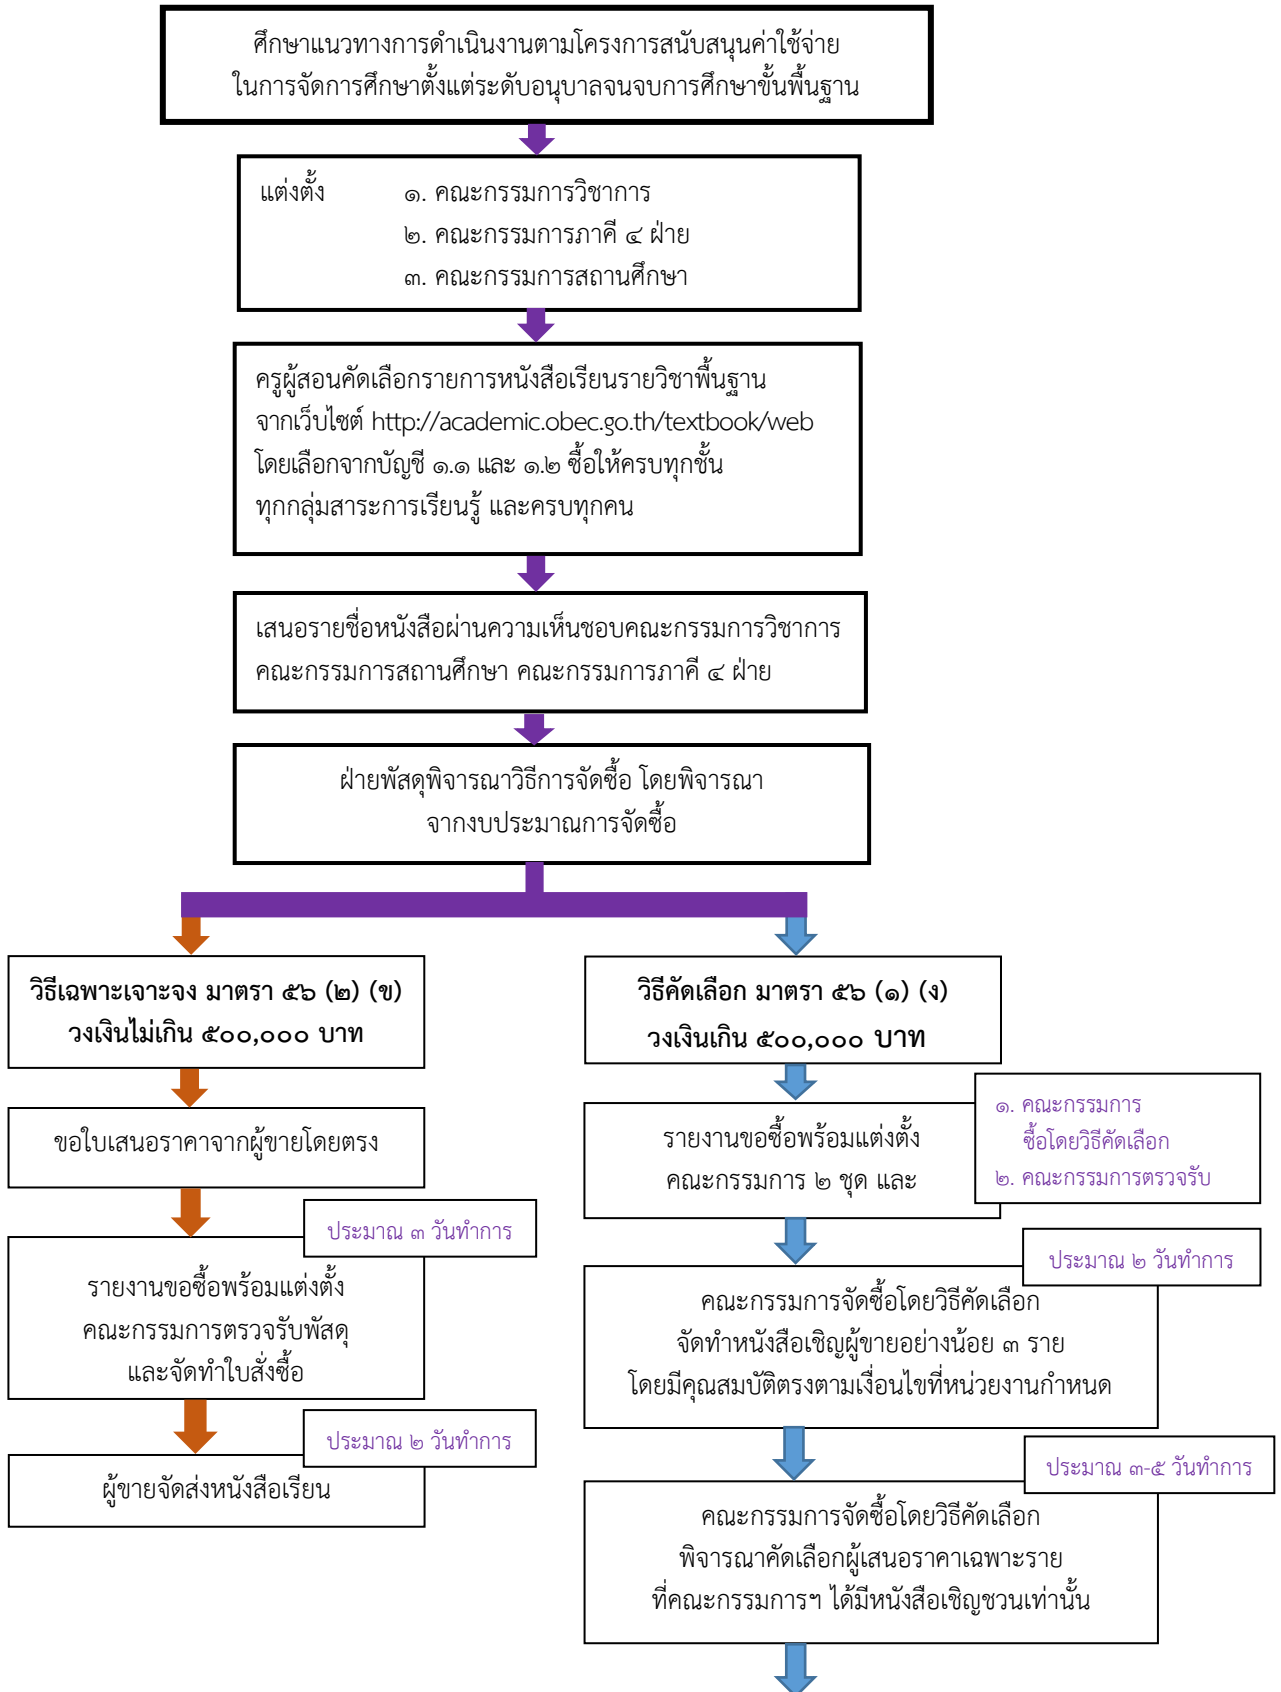 ศึกษาแนวทางการดำเนินงานตามโครงการสนับสนุนค่าใช้จ่าย
ในการจัดการศึกษาตั้งแต่ระดับอนุบาลจนจบการศึกษาขั้นพื้นฐาน
แต่งตั้ง ๑. คณะกรรมการวิชาการ
๒. คณะกรรมการภาคี ๔ ฝ่าย
๓. คณะกรรมการสถานศึกษา
ครูผู้สอนคัดเลือกรายการหนังสือเรียนรายวิชาพื้นฐาน
จากเว็บไซต์ http://academic.obec.go.th/textbook/web
โดยเลือกจากบัญชี ๑.๑ และ ๑.๒ ซื้อให้ครบทุกชั้น
ทุกกลุ่มสาระการเรียนรู้ และครบทุกคน
เสนอรายชื่อหนังสือผ่านความเห็นชอบคณะกรรมการวิชาการ
คณะกรรมการสถานศึกษา คณะกรรมการภาคี ๔ ฝ่าย
ฝ่ายพัสดุพิจารณาวิธีการจัดซื้อ โดยพิจารณา
จากงบประมาณการจัดซื้อ
วิธีเฉพาะเจาะจง มาตรา ๕๖ (๒) (ข)
วงเงินไม่เกิน ๕๐๐,๐๐๐ บาท
ขอใบเสนอราคาจากผู้ขายโดยตรง
ประมาณ ๓ วันทำการ
รายงานขอซื้อพร้อมแต่งตั้ง
คณะกรรมการตรวจรับพัสดุ
และจัดทำใบสั่งซื้อ
ประมาณ ๒ วันทำการ
ผู้ขายจัดส่งหนังสือเรียน
วิธีคัดเลือก มาตรา ๕๖ (๑) (ง)
วงเงินเกิน ๕๐๐,๐๐๐ บาท
๑. คณะกรรมการ
ซื้อโดยวิธีคัดเลือก
๒. คณะกรรมการตรวจรับ
รายงานขอซื้อพร้อมแต่งตั้ง
คณะกรรมการ ๒ ชุด และ
ประมาณ ๒ วันทำการ
คณะกรรมการจัดซื้อโดยวิธีคัดเลือก
จัดทำหนังสือเชิญผู้ขายอย่างน้อย ๓ ราย
โดยมีคุณสมบัติตรงตามเงื่อนไขที่หน่วยงานกำหนด
ประมาณ ๓-๕ วันทำการ
คณะกรรมการจัดซื้อโดยวิธีคัดเลือก
พิจารณาคัดเลือกผู้เสนอราคาเฉพาะราย
ที่คณะกรรมการฯ ได้มีหนังสือเชิญชวนเท่านั้น